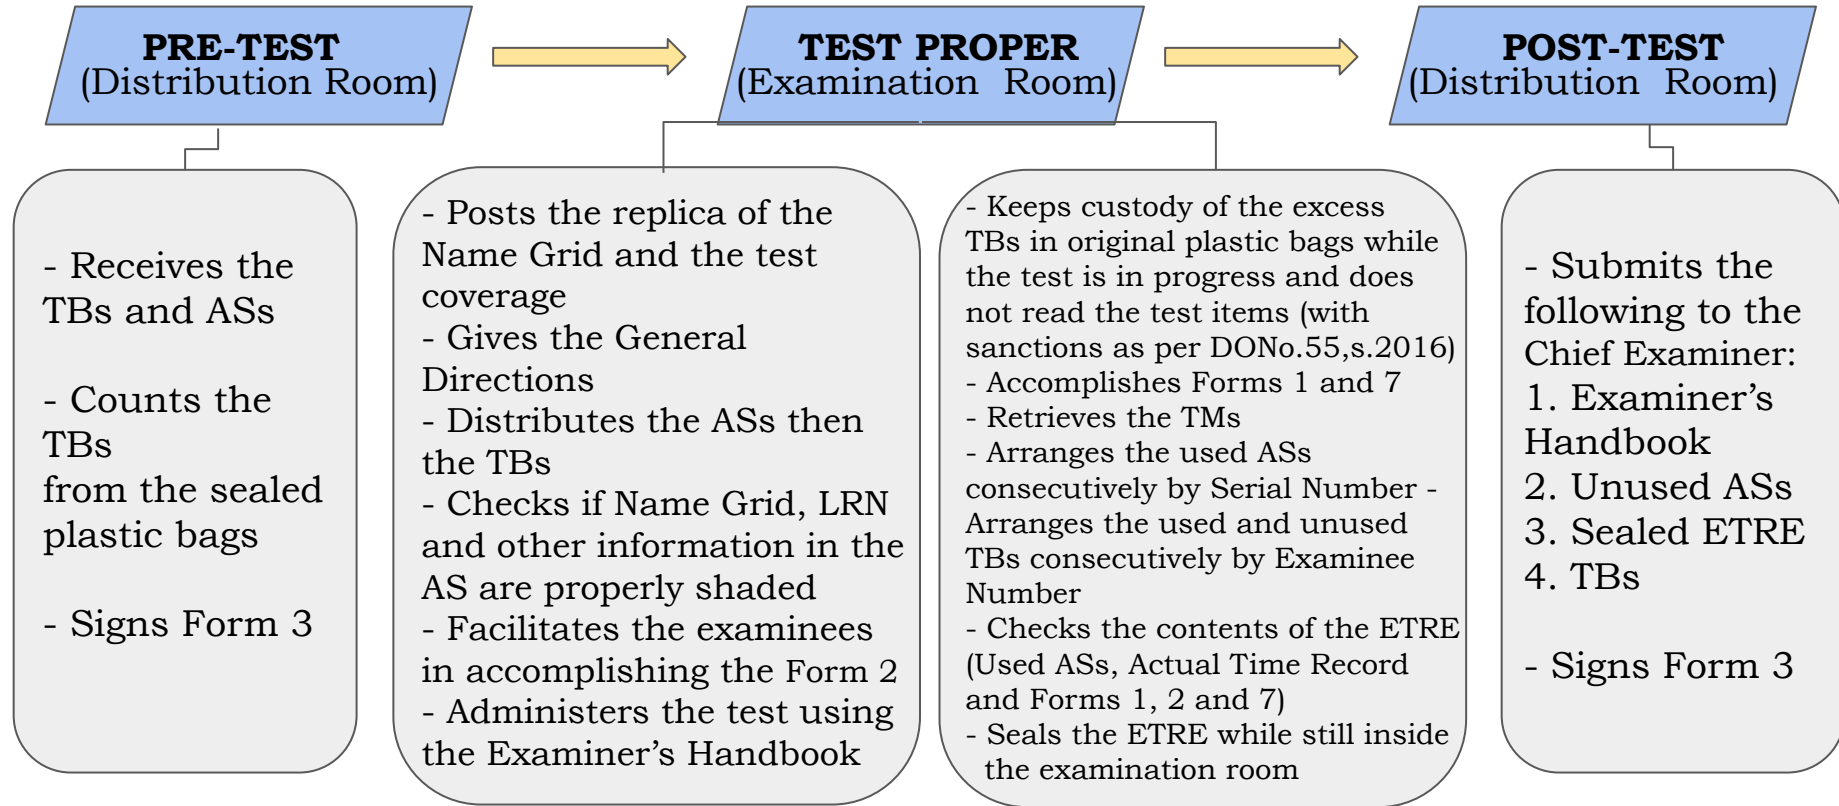 PRE-TEST
(Distribution Room)
TEST PROPER
(Examination Room)
POST-TEST
(Distribution Room)
- Receives the
TBs and ASs
- Counts the
TBs
from the sealed
plastic bags
- Signs Form 3
- Posts the replica of the
Name Grid and the test
coverage
- Gives the General
Directions
- Distributes the ASs then
the TBs
- Checks if Name Grid, LRN
and other information in the
AS are properly shaded
- Facilitates the examinees
in accomplishing the Form 2
- Administers the test using
the Examiner’s Handbook
- Keeps custody of the excess
TBs in original plastic bags while
the test is in progress and does
not read the test items (with
sanctions as per DONo.55,s.2016)
- Accomplishes Forms 1 and 7
- Retrieves the TMs
- Arranges the used ASs
consecutively by Serial Number -
Arranges the used and unused
TBs consecutively by Examinee
Number
- Checks the contents of the ETRE
(Used ASs, Actual Time Record
and Forms 1, 2 and 7)
- Seals the ETRE while still inside
the examination room
- Submits the
following to the
Chief Examiner:
1. Examiner’s
Handbook
2. Unused ASs
3. Sealed ETRE
4. TBs
- Signs Form 3